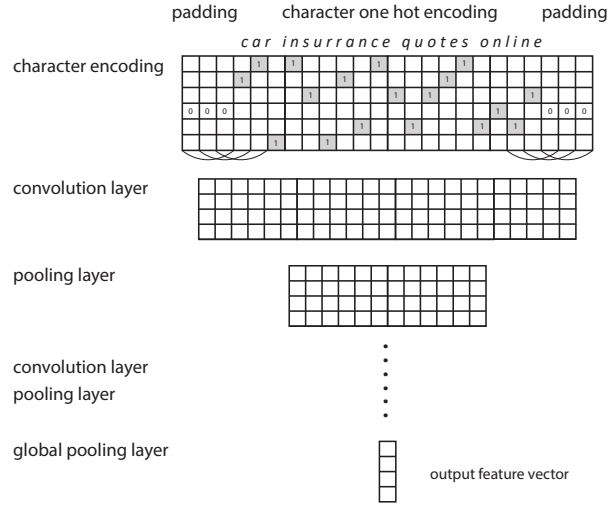 padding character one hot encoding padding
car insurrance quotes online
character encoding
1 1 1 1
1 1 1
1 1 1 1
0 0 0 1 0 0 0
1 1 1 1
1 1
convolution layer
pooling layer
convolution layer
pooling layer
global pooling layer
output feature vector